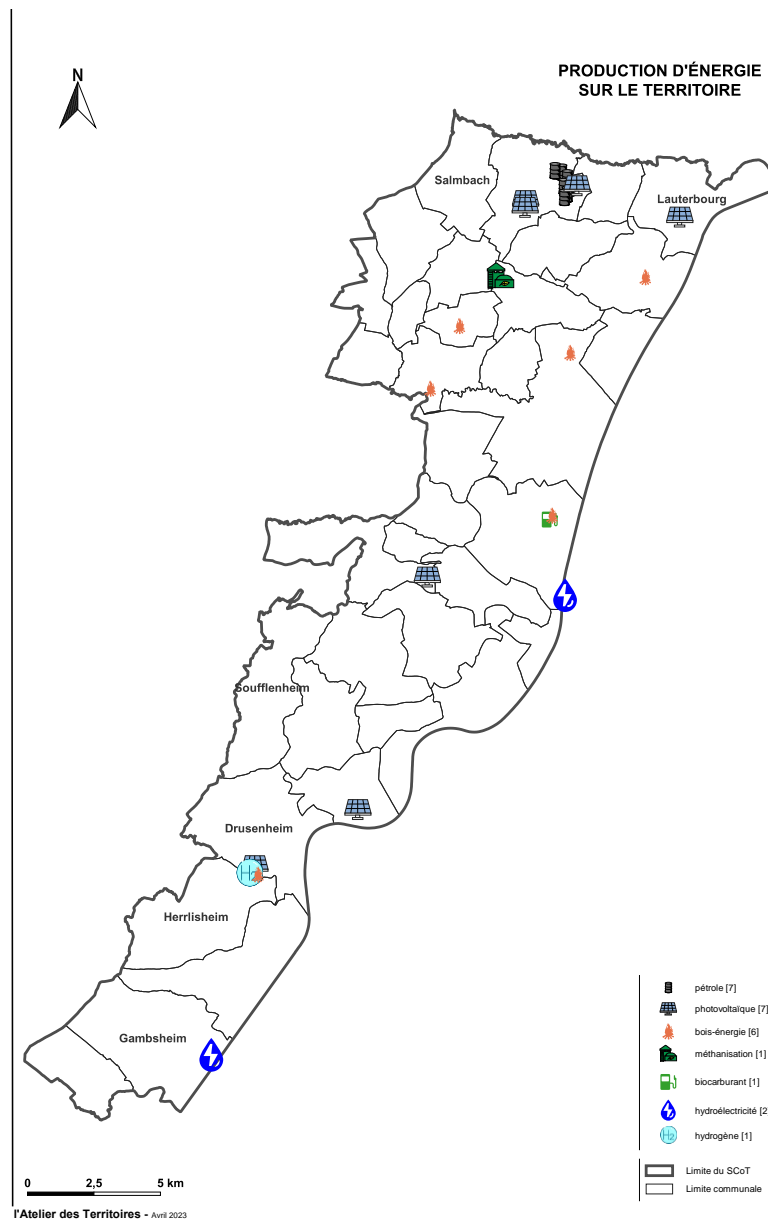 PRODUCTION D'ÉNERGIE
SUR LE TERRITOIRE
N
Salmbach
Lauterbourg
Soufflenheim
Drusenheim
H2
Herrlisheim
Gambsheim
pétrole [7]
photovoltaïque [7]
bois-énergie [6]
méthanisation [1]
biocarburant [1]
hydroélectricité [2
H2 hydrogène [1]
Limite du SCoT
Limite communale
0 2,5 5 km
l'Atelier des Territoires - Avril 2023